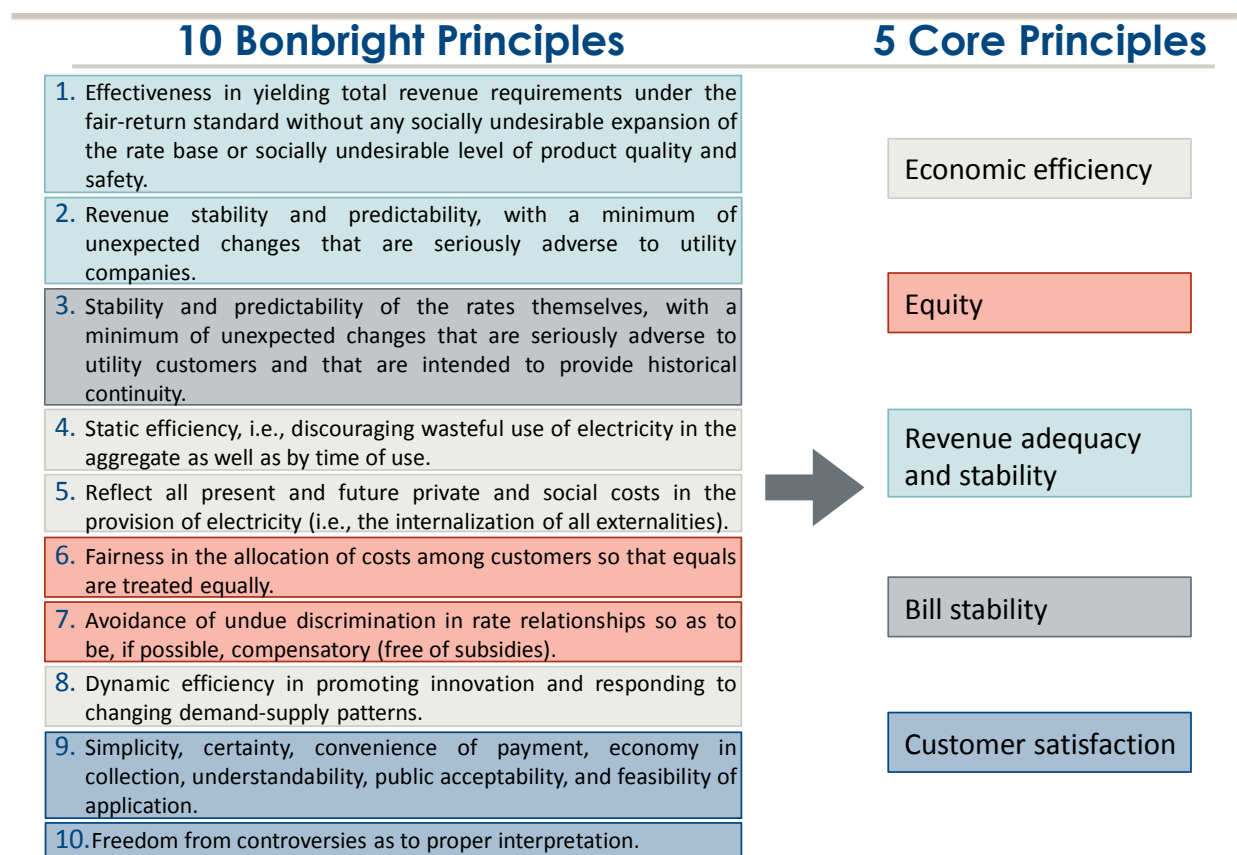 10 Bonbright Principles
1. Effectiveness in yielding total revenue requirements under the
fair-return standard without any socially undesirable expansion of
the rate base or socially undesirable level of product quality and
safety.
2. Revenue stability and predictability, with a minimum of
unexpected changes that are seriously adverse to utility
companies.
3. Stability and predictability of the rates themselves, with a
minimum of unexpected changes that are seriously adverse to
utility customers and that are intended to provide historical
continuity.
4. Static efficiency, i.e., discouraging wasteful use of electricity in the
aggregate as well as by time of use.
5. Reflect all present and future private and social costs in the
provision of electricity (i.e., the internalization of all externalities).
6. Fairness in the allocation of costs among customers so that equals
are treated equally.
7. Avoidance of undue discrimination in rate relationships so as to
be, if possible, compensatory (free of subsidies).
8. Dynamic efficiency in promoting innovation and responding to
changing demand-supply patterns.
9. Simplicity, certainty, convenience of payment, economy in
collection, understandability, public acceptability, and feasibility of
application.
10. Freedom from controversies as to proper interpretation.
5 Core Principles
Economic efficiency
Equity
Revenue adequacy
and stability
Bill stability
Customer satisfaction